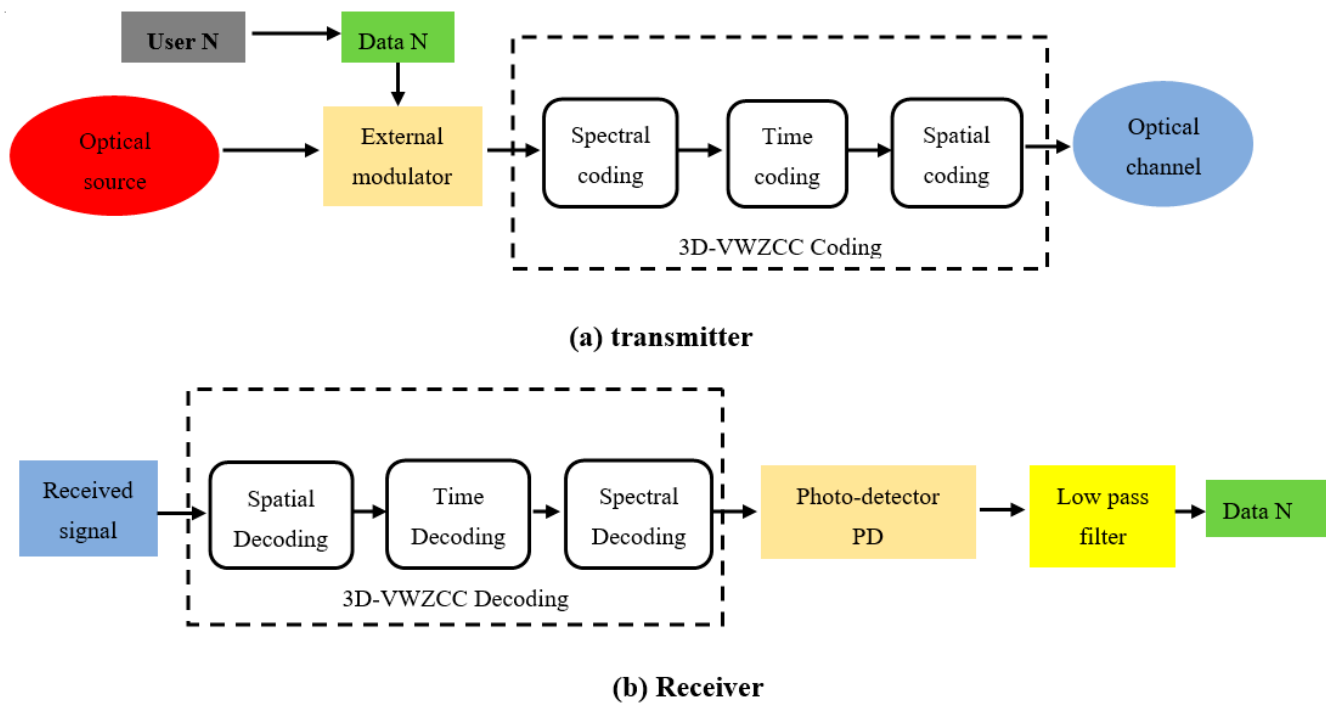 User N
Data N
Optical
source
External
modulator
Spectral
coding
Time
coding
Spatial
coding
Optical
channel
3D-VWZCC Coding
(a) transmitter
Received
signal
Spatial
Decoding
Time
Decoding
Spectral
Decoding
Photo-detector
PD
Low pass
filter
Data N
3D-VWZCC Decoding
(b) Receiver